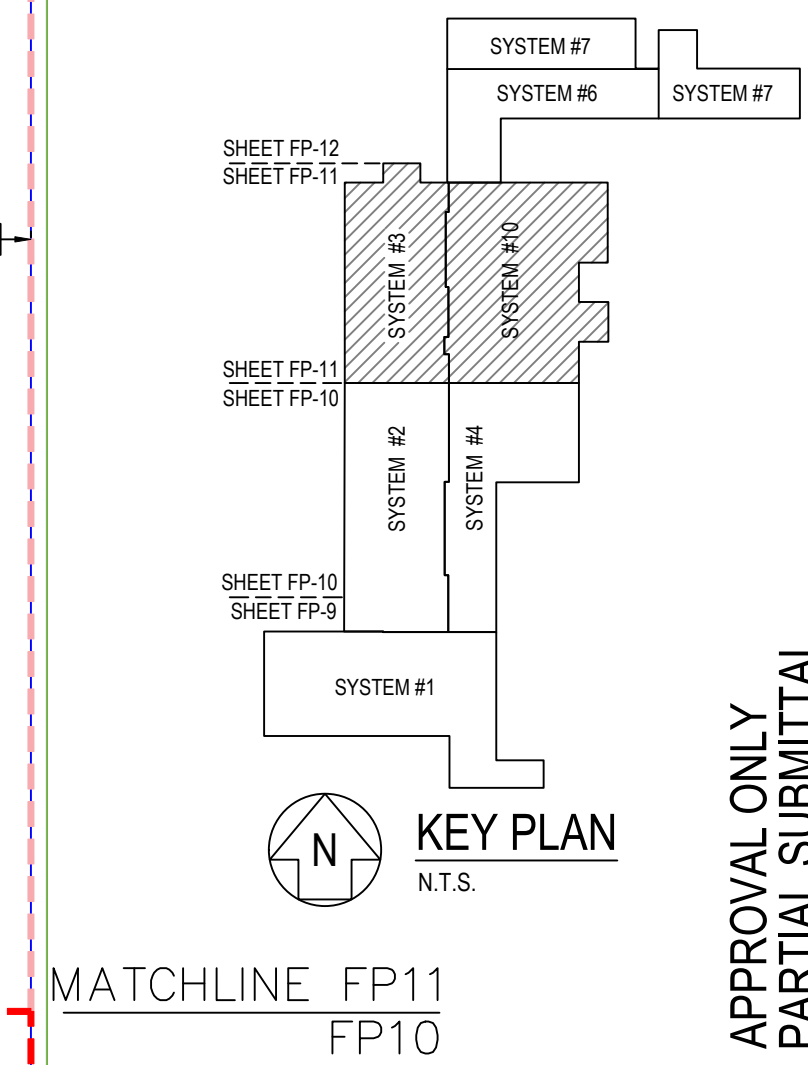 SYSTEM #7
SYSTEM #6
SYSTEM #7
SHEET FP-12
SHEET FP-11
SYSTEM #3
SYSTEM #10
SHEET FP-11
SHEET FP-10
SYSTEM #2
SYSTEM #4
SHEET FP-10
SHEET FP-9
SYSTEM #1
N
KEY PLAN
N.T.S.
APPROVAL ONLY
PARTIAL SUBMITTAL
MATCHLINE FP11
FP10